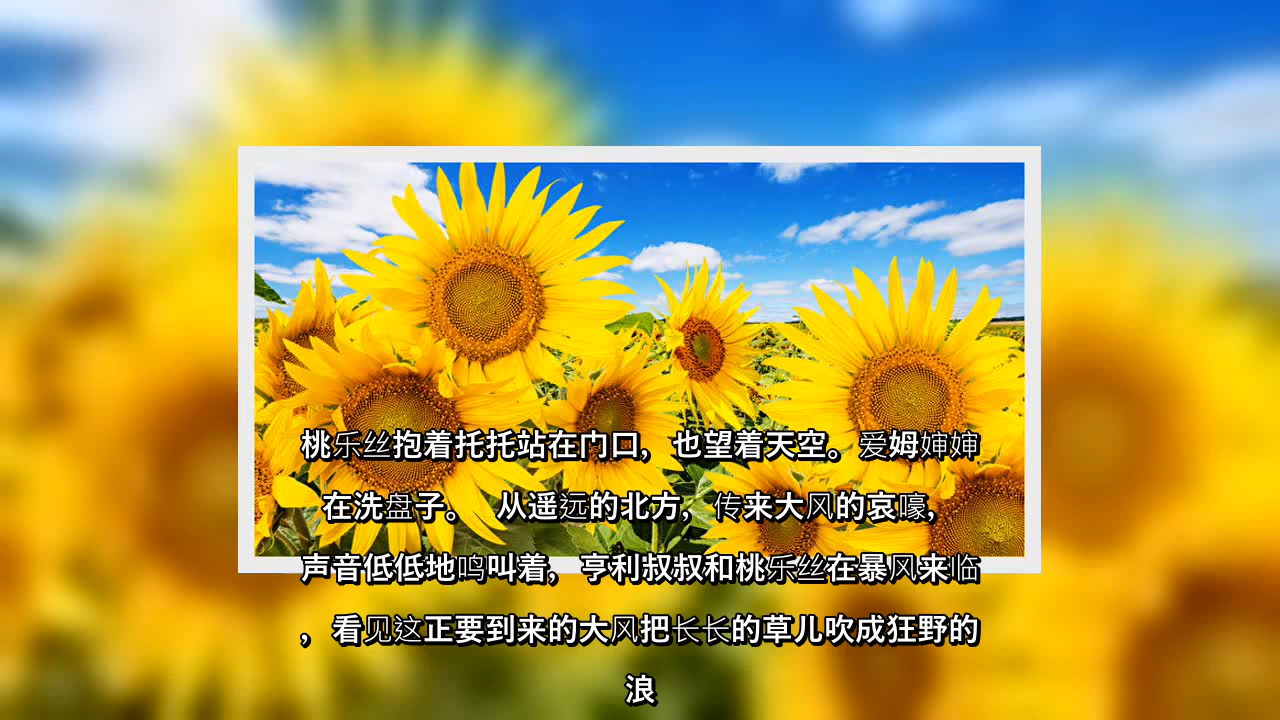 桃乐丝抱着托托站在门口，也望着天空。爱姆婶婶
在洗盘子。 从遥远的北方，传来大风的哀嚎，
声音低低地鸣叫着，亨利叔叔和桃乐丝在暴风来临
，看见这正要到来的大风把长长的草儿吹成狂野的
浪